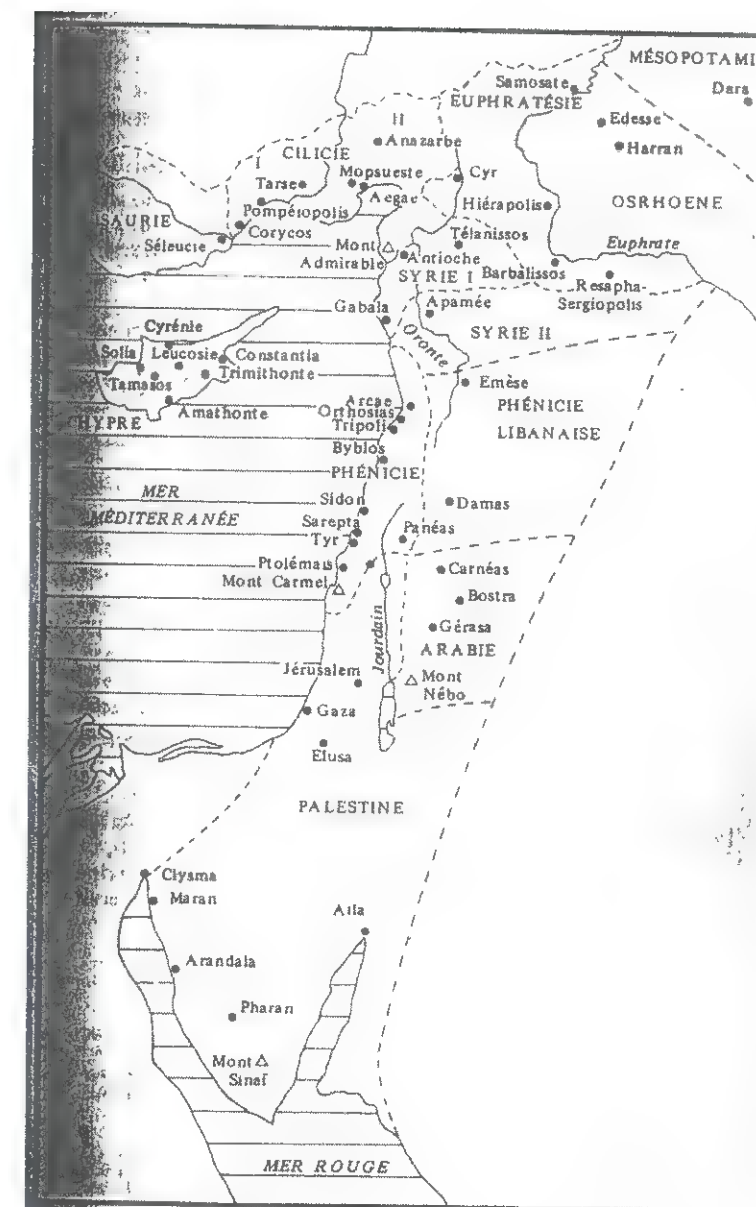 MÉSOPOTAMI
Samosate
Dara
EUPHRATÉSIE
II
Edesse
Anazarbe
Harran
I
CILICIE
Mopsueste
Cyr
Tarse
Aegae
Hiérapolis
OSRHOENE
SAURIE
Pompéiopolis
Corycos
Télanissos
Séleucie
Mont
Admirable
Antioche
Euphrate
SYRIE I
Barbalissos
Resapha-
Sergiopolis
Gabala
Apamée
Cyrénie
Oronte
SYRIE II
Solia
Leucosie
Constantia
Tamasos
Trimithonte
Emèse
Amathonte
Arcae
Orthosias
PHÉNICIE
LIBANAISE
CHYPRE
Tripoli
Byblos
PHÉNICIE
MER
MÉDITERRANÉE
Sidon
Damas
Sarepta
Tyr
Panéas
Ptolémaïs
Carnéas
Mont Carmel
Bostra
Jourdain
Gérasa
ARABIE
Jérusalem
Mont
Nébo
Gaza
Elusa
PALESTINE
Clysma
Maran
Aila
Arandala
Pharan
Mont
Sinaï
MER ROUGE